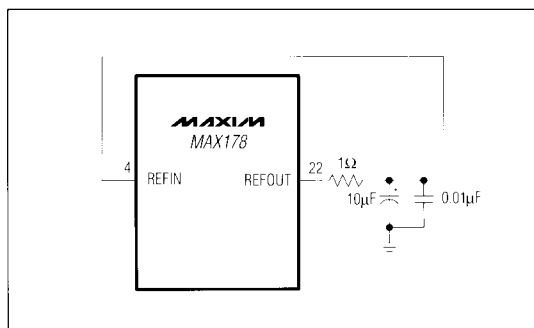 MAXIM
MAX178
4
REFIN
REFOUT
22
1Ω
10µF
+
0.01µF